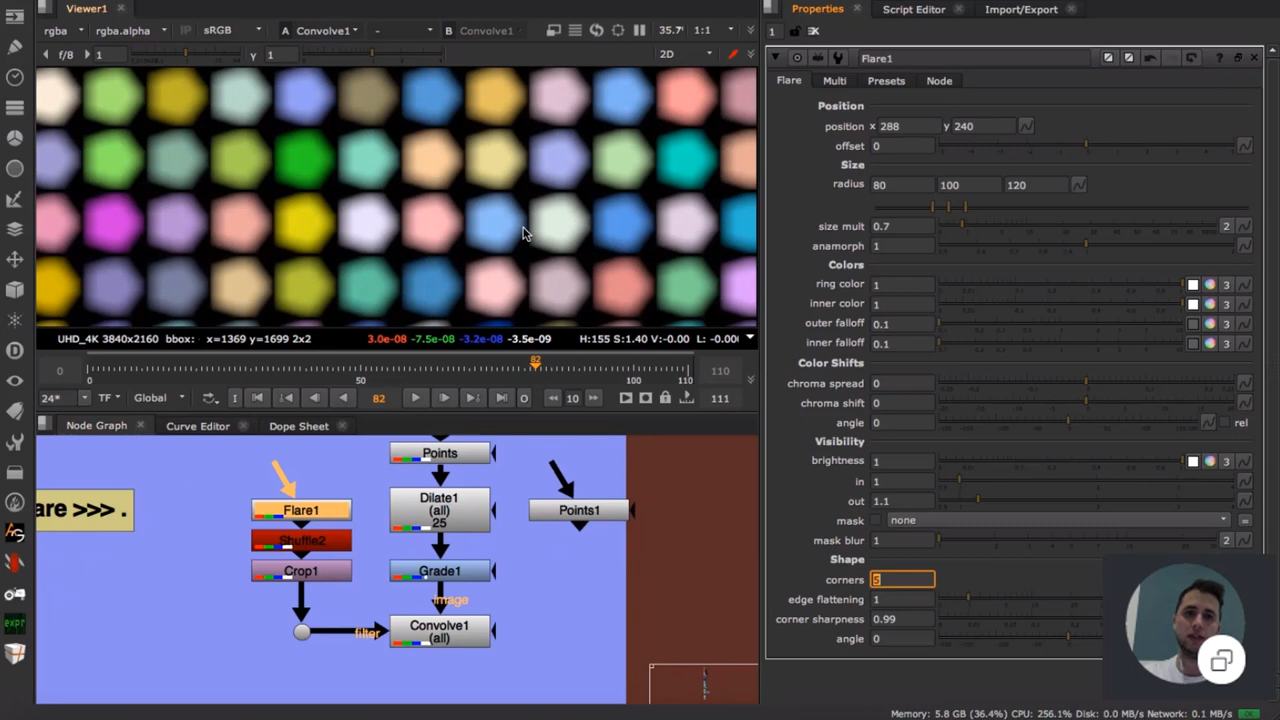 Viewer1
rgba rgba.alpha IP sRGB A Convolve1 - B Convolve1 35.7 1:1
f/8 1 y 1 2D
UHD_4K 3840x2160 bbox: x=1369 y=1699 2x2 3.0e-08 -7.5e-08 -3.2e-08 -3.5e-09 H:155 S:1.40 V:-0.00 L: -0.00
0 0 50 82 100 110 120
24* TF Global I 82 O 10 111
Node Graph Curve Editor Dope Sheet
are >>> .
Flare1
Shuffle2
Crop1
Points
Dilate1
(all)
25
Grade1
image
filter
Convolve1
(all)
Points1
Properties Script Editor Import/Export
1
Flare1
Flare Multi Presets Node
Position
position x 288 y 240
offset 0
Size
radius 80 100 120
size mult 0.7 2
anamorph 1
Colors
ring color 1 3
inner color 1 3
outer falloff 0.1 3
inner falloff 0.1 3
Color Shifts
chroma spread 0
chroma shift 0
angle 0 rel
Visibility
brightness 1 3
in 1
out 1.1
mask none =
mask blur 1 2
Shape
corners 5
edge flattening 1
corner sharpness 0.99
angle 0
expr
Memory: 5.8 GB (36.4%) CPU: 256.1% Disk: 0.0 MB/s Network: 0.1 MB/s